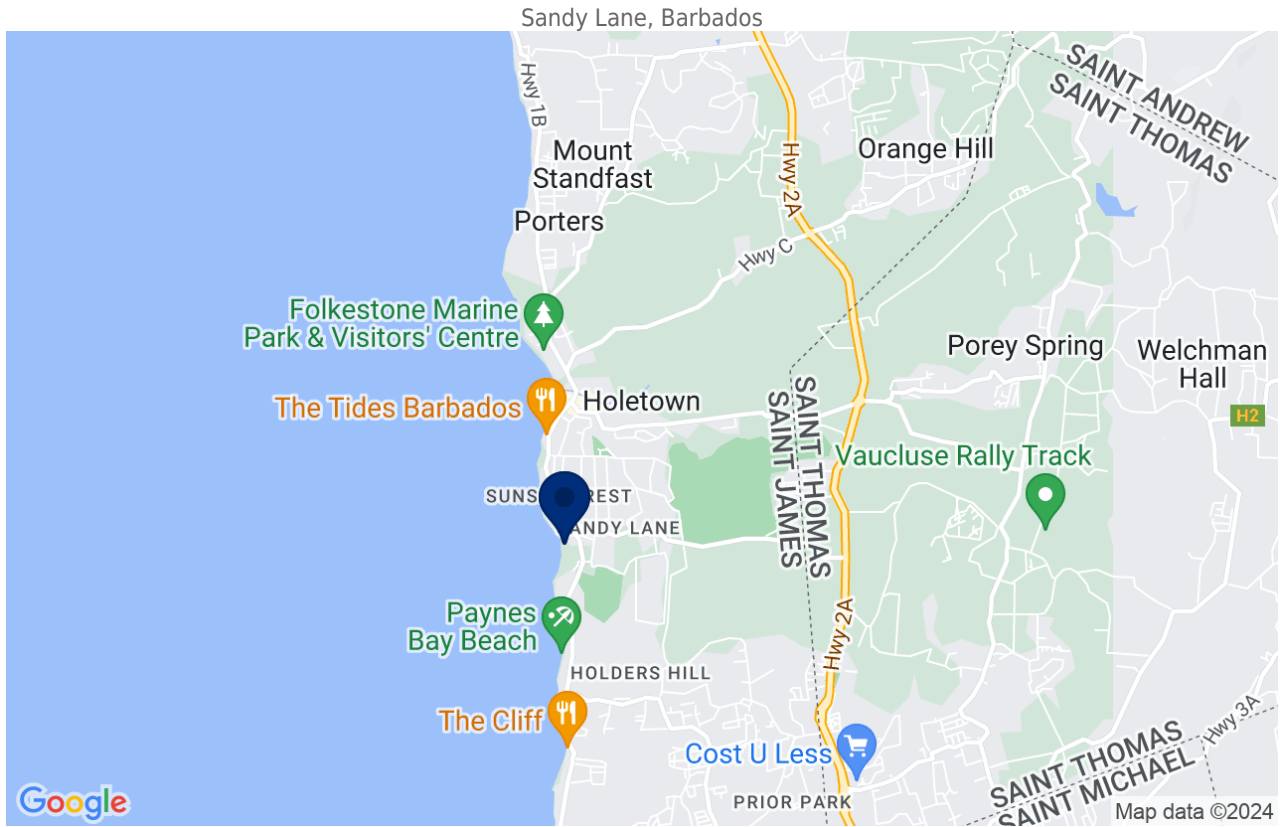 Sandy Lane, Barbados
Hwy 1B
SAINT ANDREW
SAINT THOMAS
Mount
Standfast
Orange Hill
Hwy 2A
Porters
Hwy C
Folkestone Marine
Park & Visitors' Centre
Porey Spring
Welchman
Hall
The Tides Barbados
Holetown
SAINT THOMAS
SAINT JAMES
H2
Vaucluse Rally Track
SUNS REST
ANDY LANE
Paynes
Bay Beach
Hwy 2A
HOLDERS HILL
The Cliff
Cost U Less
Hwy 3A
SAINT THOMAS
SAINT MICHAEL
PRIOR PARK
Google
Map data ©2024